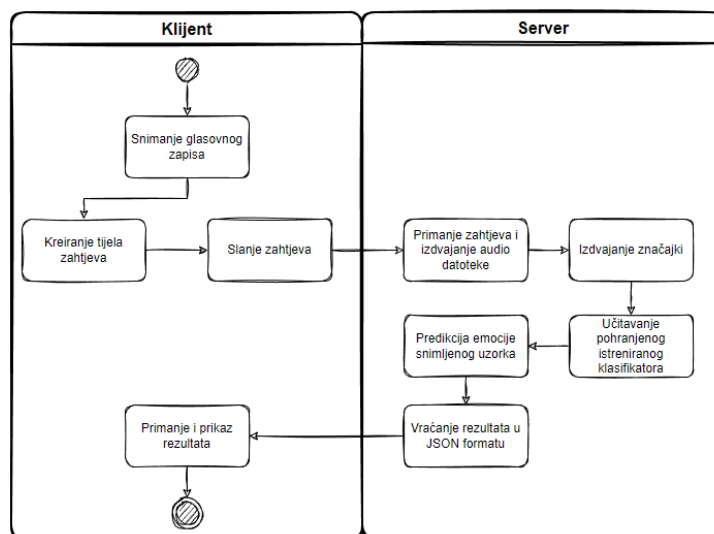 Klijent
Server
Snimanje glasovnog
zapisa
Kreiranje tijela
zahtjeva
Slanje zahtjeva
Primanje zahtjeva i
izdvajanje audio
datoteke
Izdvajanje značajki
Predikcija emocije
snimljenog uzorka
Učitavanje
pohranjenog
istreniranog
klasifikatora
Primanje i prikaz
rezultata
Vraćanje rezultata u
JSON formatu